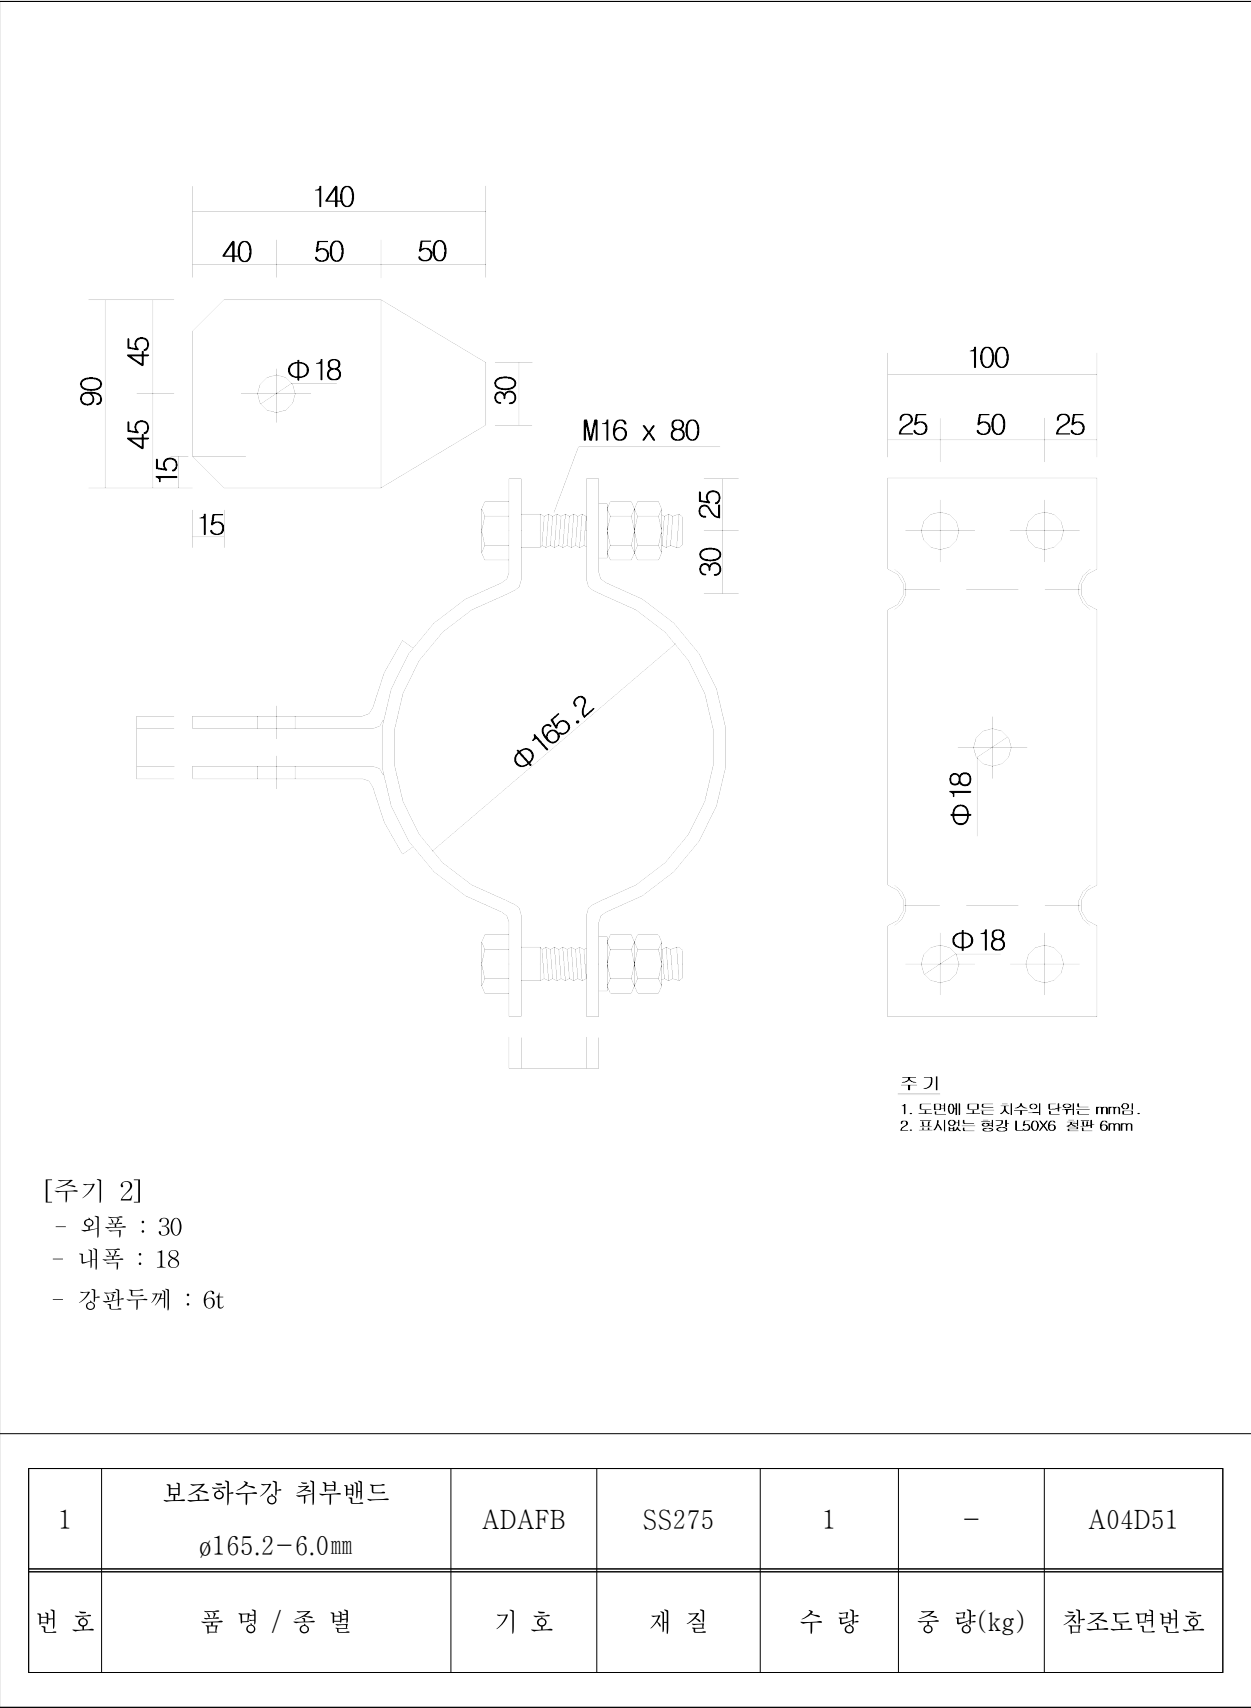 140
40 50 50
Φ18
90
45
45
15
15
30
M16 x 80
25
30
Φ165.2
100
25 50 25
Φ18
Φ18
주 기
1. 도면에 모든 치수의 단위는 mm임.
2. 표시없는 형강 L50X6 철판 6mm
[주기 2]
- 외폭 : 30
- 내폭 : 18
- 강판두께 : 6t
1 보조하수강 취부밴드 ADAFB SS275 1 - A04D51
ø165.2-6.0㎜
번 호 품 명 / 종 별 기 호 재 질 수 량 중 량(kg) 참조도면번호